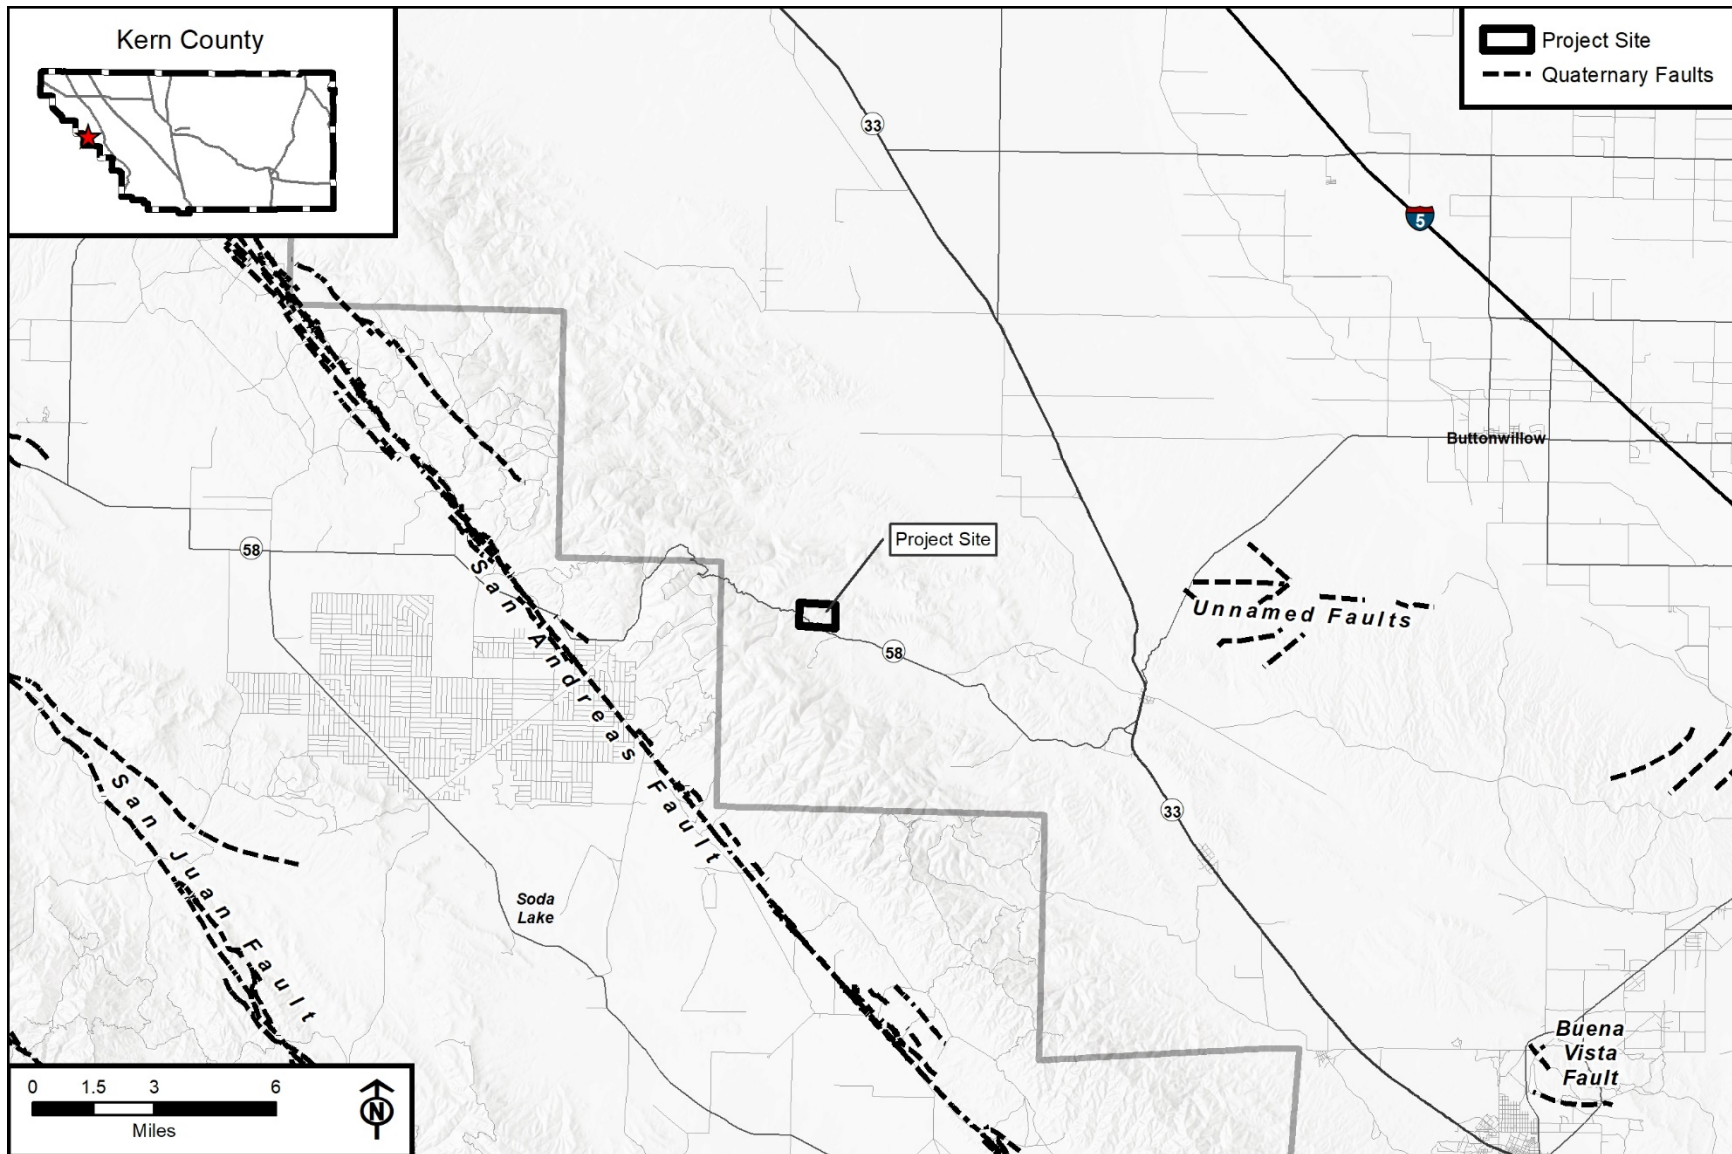 Kern County
Project Site
Quaternary Faults
33
5
Buttonwillow
58
Project Site
San Andreas Fault
Unnamed Faults
58
33
San Juan Fault
Soda
Lake
Buena
Vista
Fault
0 1.5 3 6
Miles
N